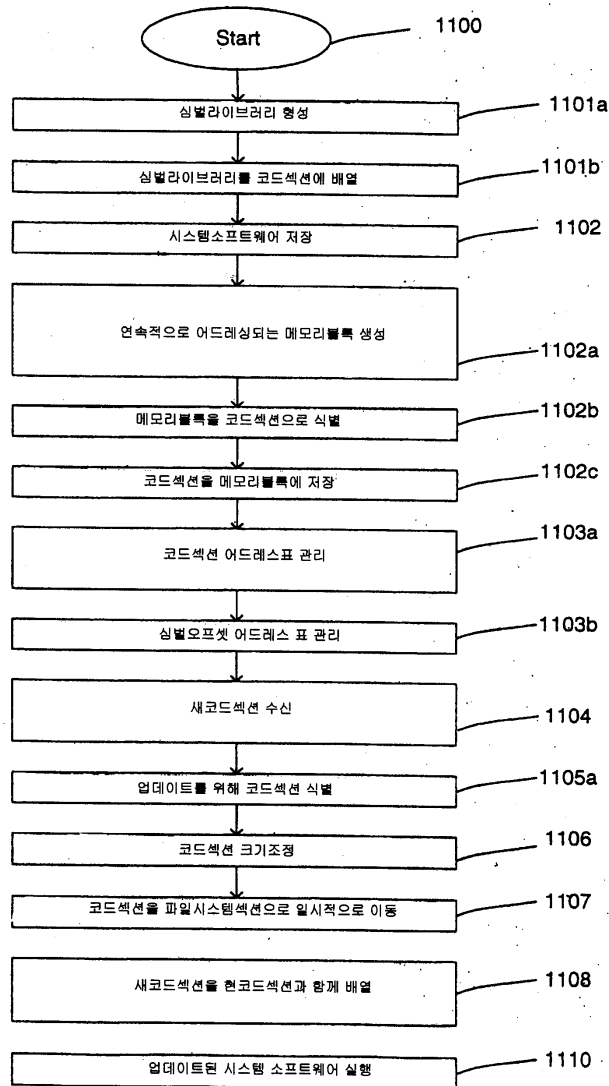 Start
1100
심벌라이브러리 형성
1101a
심벌라이브러리를 코드섹션에 배열
1101b
시스템소프트웨어 저장
1102
연속적으로 어드레싱되는 메모리블록 생성
1102a
메모리블록을 코드섹션으로 식별
1102b
코드섹션을 메모리블록에 저장
1102c
코드섹션 어드레스표 관리
1103a
심벌오프셋 어드레스 표 관리
1103b
새코드섹션 수신
1104
업데이트를 위해 코드섹션 식별
1105a
코드섹션 크기조정
1106
코드섹션을 파일시스템섹션으로 일시적으로 이동
1107
새코드섹션을 현코드섹션과 함께 배열
1108
업데이트된 시스템 소프트웨어 실행
1110